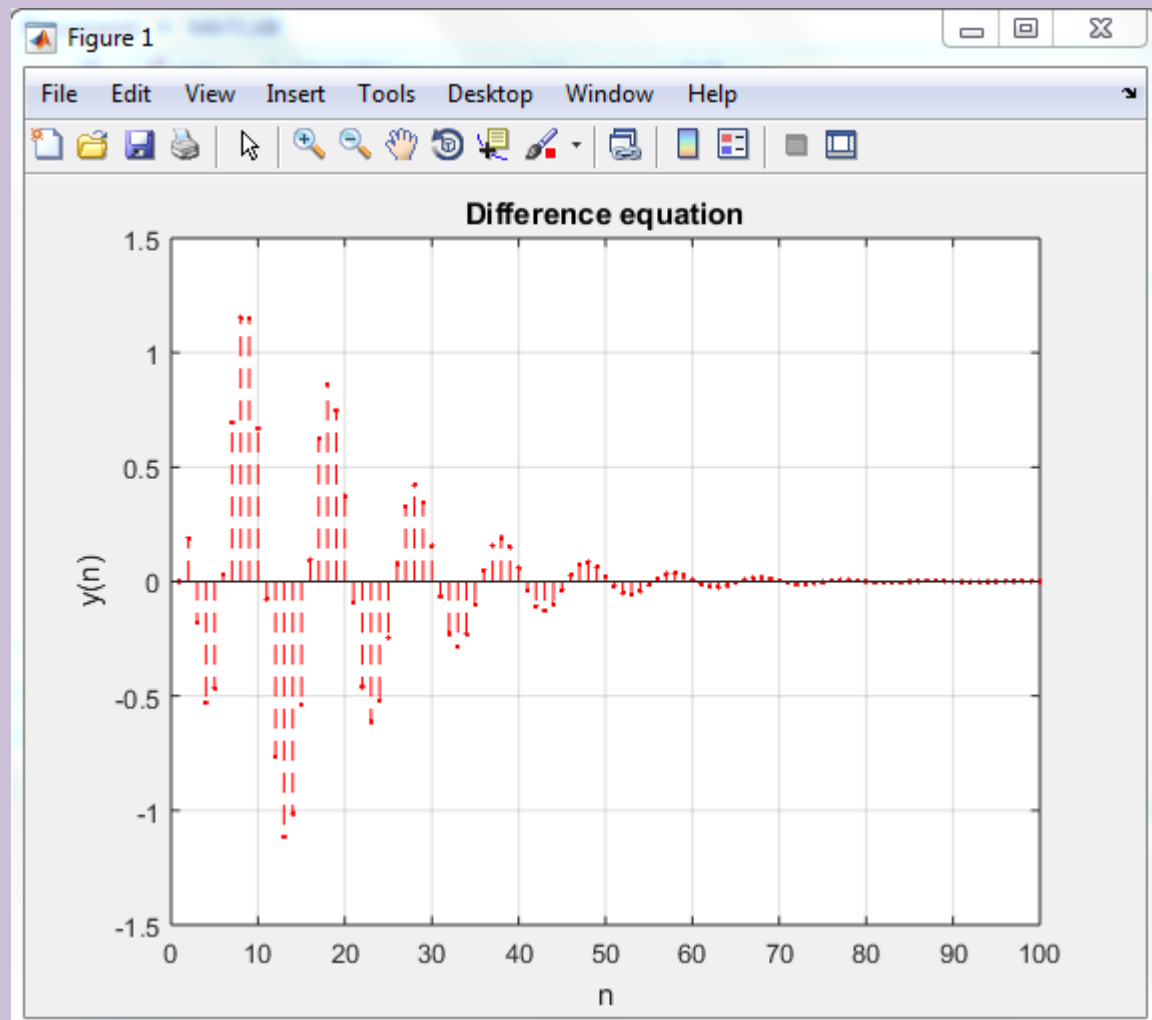 Figure 1
File Edit View Insert Tools Desktop Window Help
Difference equation
1.5
1
0.5
0
-0.5
-1
-1.5
y(n)
0 10 20 30 40 50 60 70 80 90 100
n